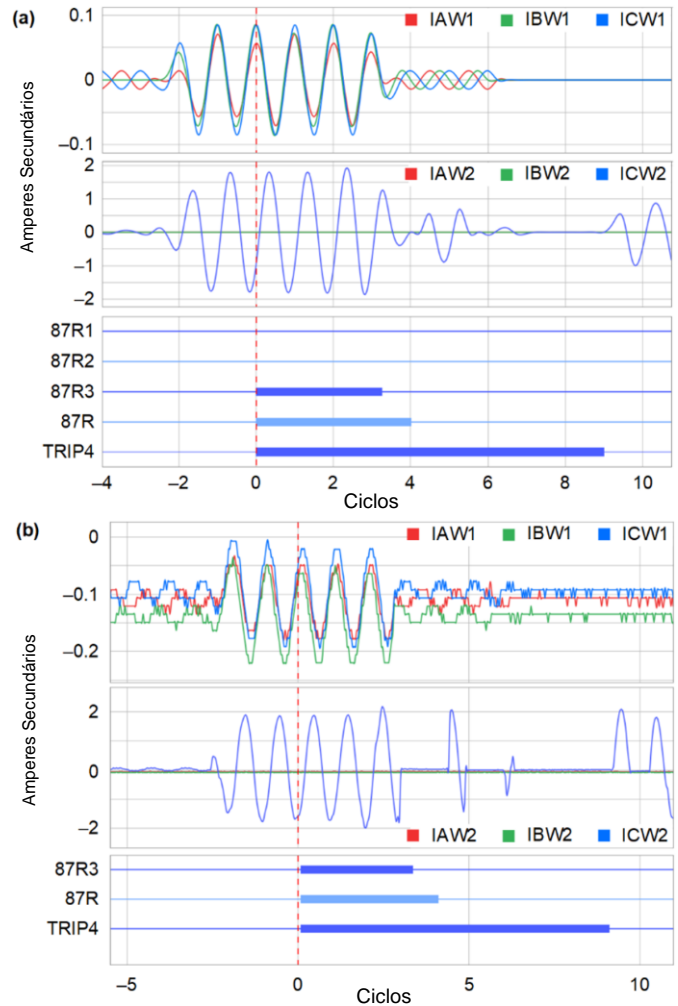 (a)
Amperes Secundários
0.1
0
–0.1
IAW1 IBW1 ICW1
2
1
0
–1
–2
IAW2 IBW2 ICW2
87R1
87R2
87R3
87R
TRIP4
–4 –2 0 2 4 6 8 10
Ciclos
(b)
Amperes Secundários
0
–0.1
–0.2
IAW1 IBW1 ICW1
2
0
–2
IAW2 IBW2 ICW2
87R3
87R
TRIP4
–5 0 5 10
Ciclos